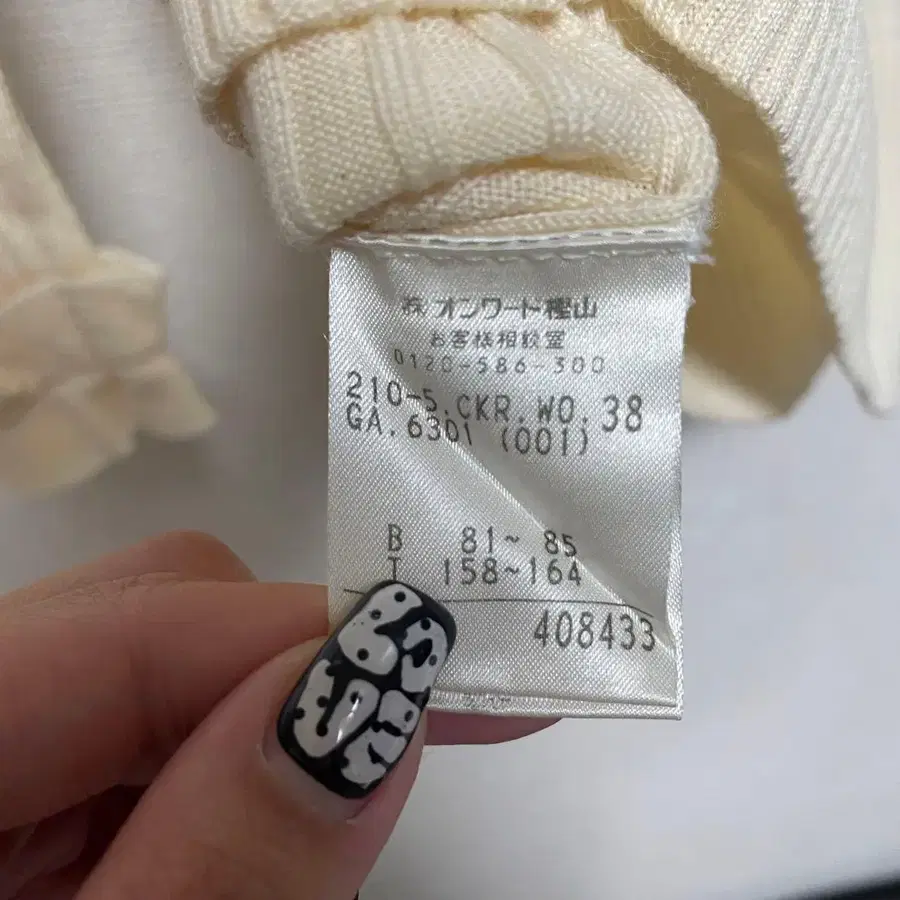 株 オンワード樫山
お客様相談室
0120-586-300
210-5.CKR.WO.38
GA.6301 (001)
B 81~ 85
T 158~164
408433